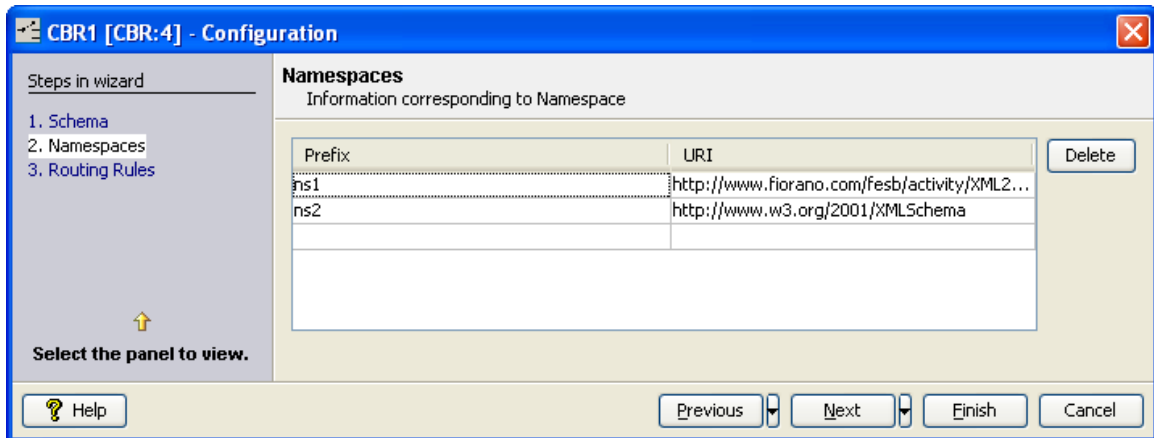 CBR1 [CBR:4] - Configuration
Steps in wizard
1. Schema
2. Namespaces
3. Routing Rules
Select the panel to view.
Namespaces
Information corresponding to Namespace
Prefix URI
ns1 http://www.fiorano.com/fesb/activity/XML2...
ns2 http://www.w3.org/2001/XMLSchema
Delete
Help Previous Next Finish Cancel